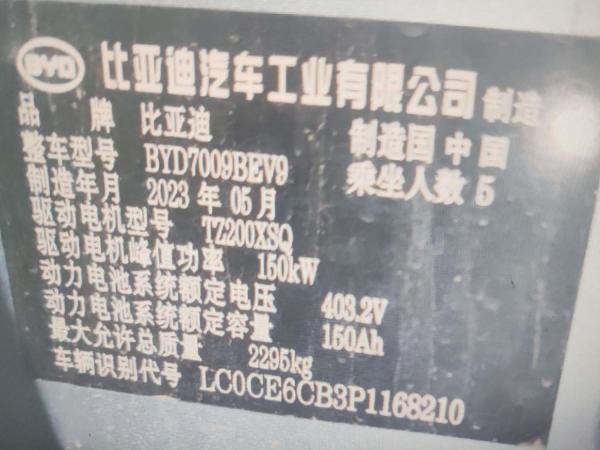 BYD 比亚迪汽车工业有限公司 制造
品牌 比亚迪 制造国 中国
整车型号 BYD7009BEV9 乘坐人数 5
制造年月 2023 年 05 月
驱动电机型号 TZ200XSQ
驱动电机峰值功率 150kW
动力电池系统额定电压 403.2V
动力电池系统额定容量 150Ah
最大允许总质量 2295kg
车辆识别代号 LC0CE6CB3P1168210